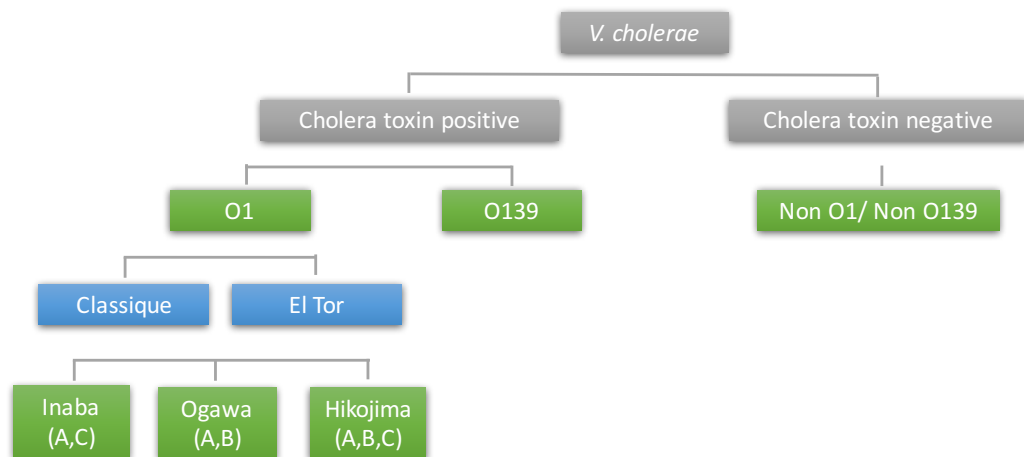 V. cholerae
Cholera toxin positive
Cholera toxin negative
O1
O139
Non O1/ Non O139
Classique
El Tor
Inaba
(A,C)
Ogawa
(A,B)
Hikojima
(A,B,C)